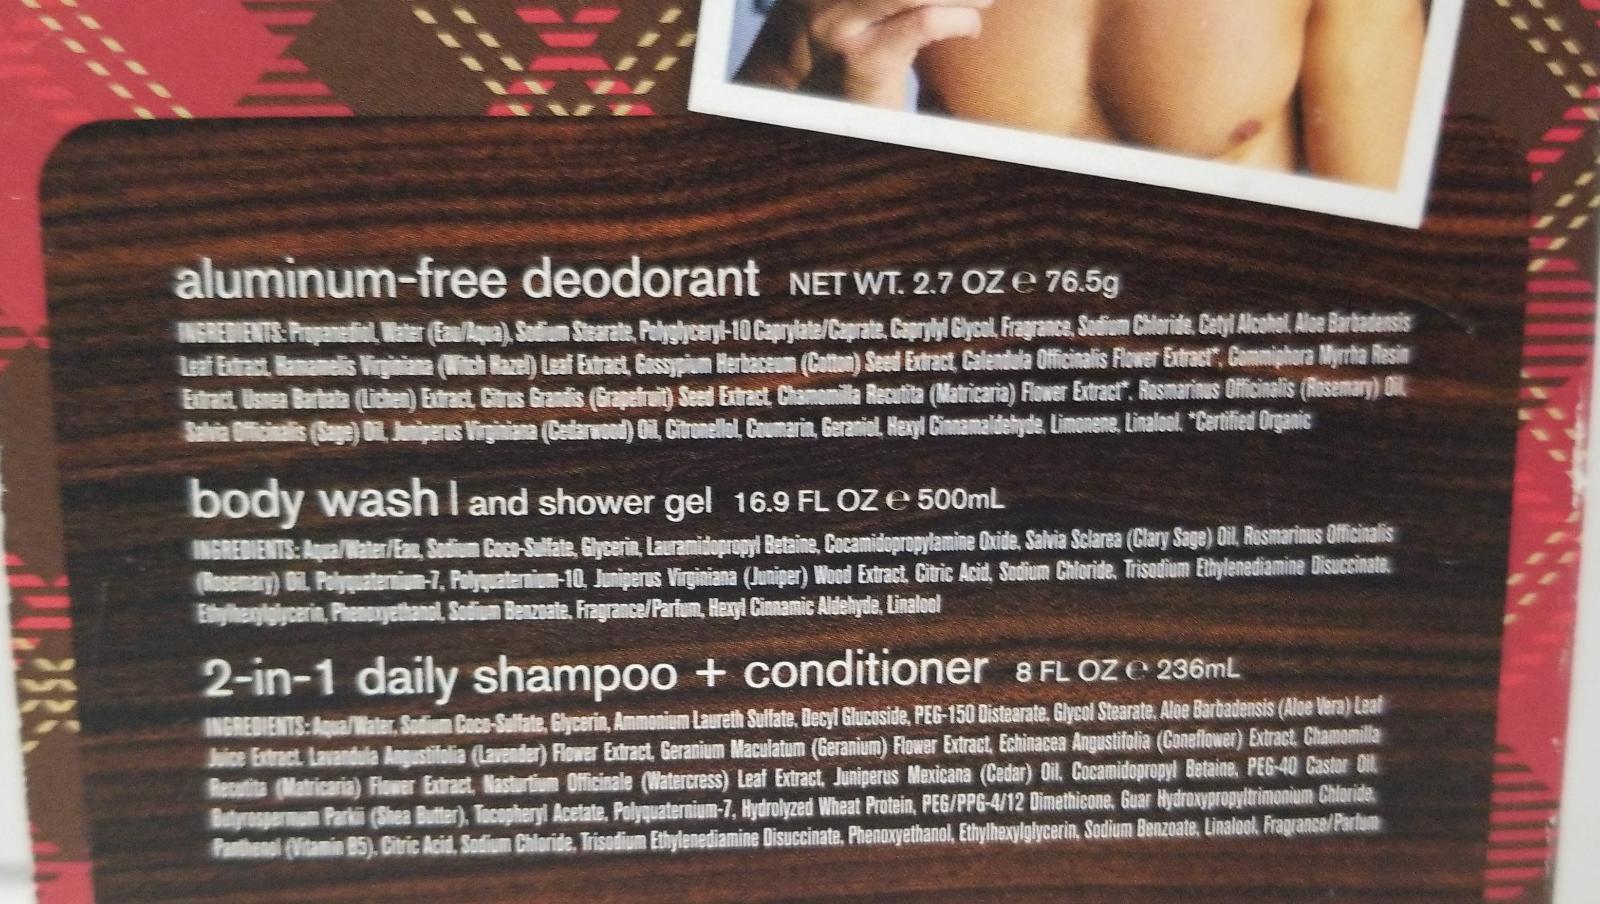 aluminum-free deodorant NET WT. 2.7 OZ ℮ 76.5g
INGREDIENTS: Propanediol, Water (Eau/Aqua), Sodium Stearate, Polyglyceryl-10 Caprylate/Caprate, Caprylyl Glycol, Fragrance, Sodium Chloride, Cetyl Alcohol, Aloe Barbadensis
Leaf Extract, Hamamelis Virginiana (Witch Hazel) Leaf Extract, Gossypium Herbaceum (Cotton) Seed Extract, Calendula Officinalis Flower Extract*, Commiphora Myrrha Resin
Extract, Usnea Barbata (Lichen) Extract, Citrus Grandis (Grapefruit) Seed Extract, Chamomilla Recutita (Matricaria) Flower Extract*, Rosmarinus Officinalis (Rosemary) Oil,
Salvia Officinalis (Sage) Oil, Juniperus Virginiana (Cedarwood) Oil, Citronellol, Coumarin, Geraniol, Hexyl Cinnamaldehyde, Limonene, Linalool. *Certified Organic
body wash | and shower gel 16.9 FL OZ ℮ 500mL
INGREDIENTS: Aqua/Water/Eau, Sodium Coco-Sulfate, Glycerin, Lauramidopropyl Betaine, Cocamidopropylamine Oxide, Salvia Sclarea (Clary Sage) Oil, Rosmarinus Officinalis
(Rosemary) Oil, Polyquaternium-7, Polyquaternium-10, Juniperus Virginiana (Juniper) Wood Extract, Citric Acid, Sodium Chloride, Trisodium Ethylenediamine Disuccinate,
Ethylhexylglycerin, Phenoxyethanol, Sodium Benzoate, Fragrance/Parfum, Hexyl Cinnamic Aldehyde, Linalool
2-in-1 daily shampoo + conditioner 8 FL OZ ℮ 236mL
INGREDIENTS: Aqua/Water, Sodium Coco-Sulfate, Glycerin, Ammonium Laureth Sulfate, Decyl Glucoside, PEG-150 Distearate, Glycol Stearate, Aloe Barbadensis (Aloe Vera) Leaf
Juice Extract, Lavandula Angustifolia (Lavender) Flower Extract, Geranium Maculatum (Geranium) Flower Extract, Echinacea Angustifolia (Coneflower) Extract, Chamomilla
Recutita (Matricaria) Flower Extract, Nasturtium Officinale (Watercress) Leaf Extract, Juniperus Mexicana (Cedar) Oil, Cocamidopropyl Betaine, PEG-40 Castor Oil,
Butyrospermum Parkii (Shea Butter), Tocopheryl Acetate, Polyquaternium-7, Hydrolyzed Wheat Protein, PEG/PPG-4/12 Dimethicone, Guar Hydroxypropyltrimonium Chloride,
Panthenol (Vitamin B5), Citric Acid, Sodium Chloride, Trisodium Ethylenediamine Disuccinate, Phenoxyethanol, Ethylhexylglycerin, Sodium Benzoate, Linalool, Fragrance/Parfum